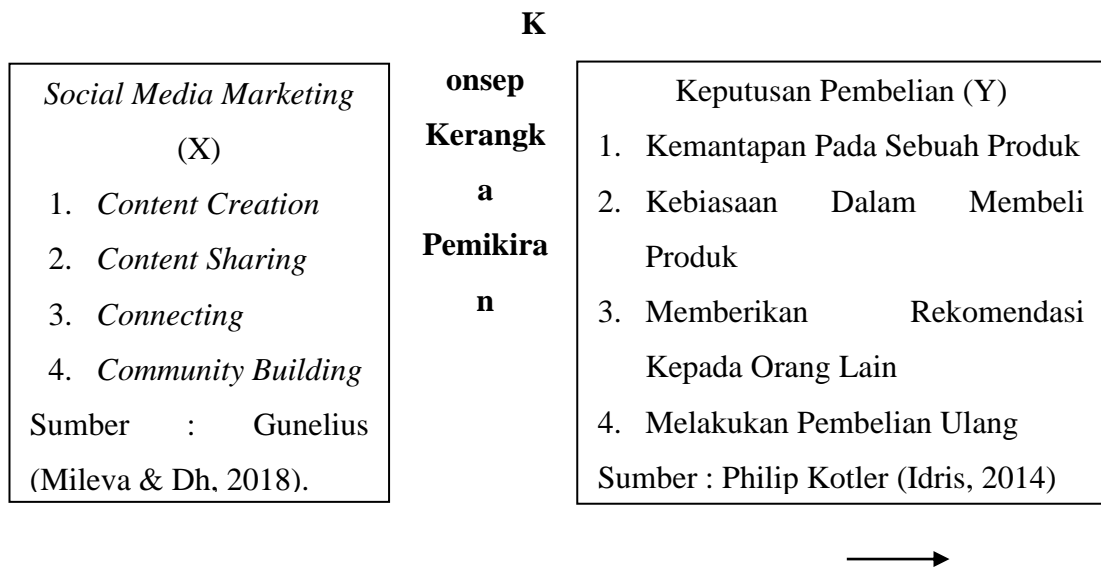 K
onsep
Kerangk
a
Pemikira
n
Social Media Marketing
(X)
1. Content Creation
2. Content Sharing
3. Connecting
4. Community Building
Sumber : Gunelius
(Mileva & Dh, 2018).
Keputusan Pembelian (Y)
1. Kemantapan Pada Sebuah Produk
2. Kebiasaan Dalam Membeli
Produk
3. Memberikan Rekomendasi
Kepada Orang Lain
4. Melakukan Pembelian Ulang
Sumber : Philip Kotler (Idris, 2014)